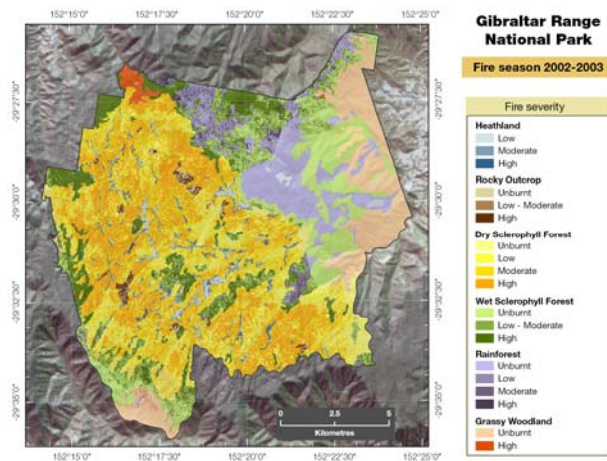 152°15'0" 152°17'30" 152°20'0" 152°22'30" 152°25'0"
-29°27'30"
-29°30'0"
-29°32'30"
-29°35'0"
-29°27'30"
-29°30'0"
-29°32'30"
-29°35'0"
0 2.5 5
Kilometres
152°15'0" 152°17'30" 152°20'0" 152°22'30" 152°25'0"
Gibraltar Range
National Park
Fire season 2002-2003
Fire severity
Heathland
Low
Moderate
High
Rocky Outcrop
Unburnt
Low - Moderate
High
Dry Sclerophyll Forest
Unburnt
Low
Moderate
High
Wet Sclerophyll Forest
Unburnt
Low - Moderate
High
Rainforest
Unburnt
Low
Moderate
High
Grassy Woodland
Unburnt
High